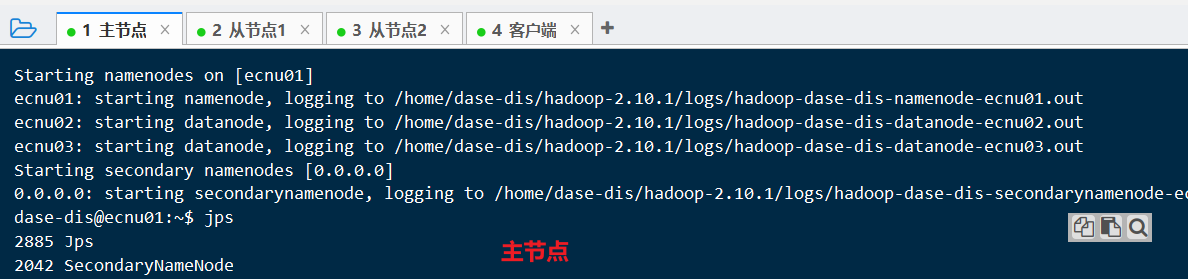 1 主节点 × 2 从节点1 × 3 从节点2 × 4 客户端 × +
Starting namenodes on [ecnu01]
ecnu01: starting namenode, logging to /home/dase-dis/hadoop-2.10.1/logs/hadoop-dase-dis-namenode-ecnu01.out
ecnu02: starting datanode, logging to /home/dase-dis/hadoop-2.10.1/logs/hadoop-dase-dis-datanode-ecnu02.out
ecnu03: starting datanode, logging to /home/dase-dis/hadoop-2.10.1/logs/hadoop-dase-dis-datanode-ecnu03.out
Starting secondary namenodes [0.0.0.0]
0.0.0.0: starting secondarynamenode, logging to /home/dase-dis/hadoop-2.10.1/logs/hadoop-dase-dis-secondarynamenode-ec
dase-dis@ecnu01:~$ jps
2885 Jps
主节点
2042 SecondaryNameNode